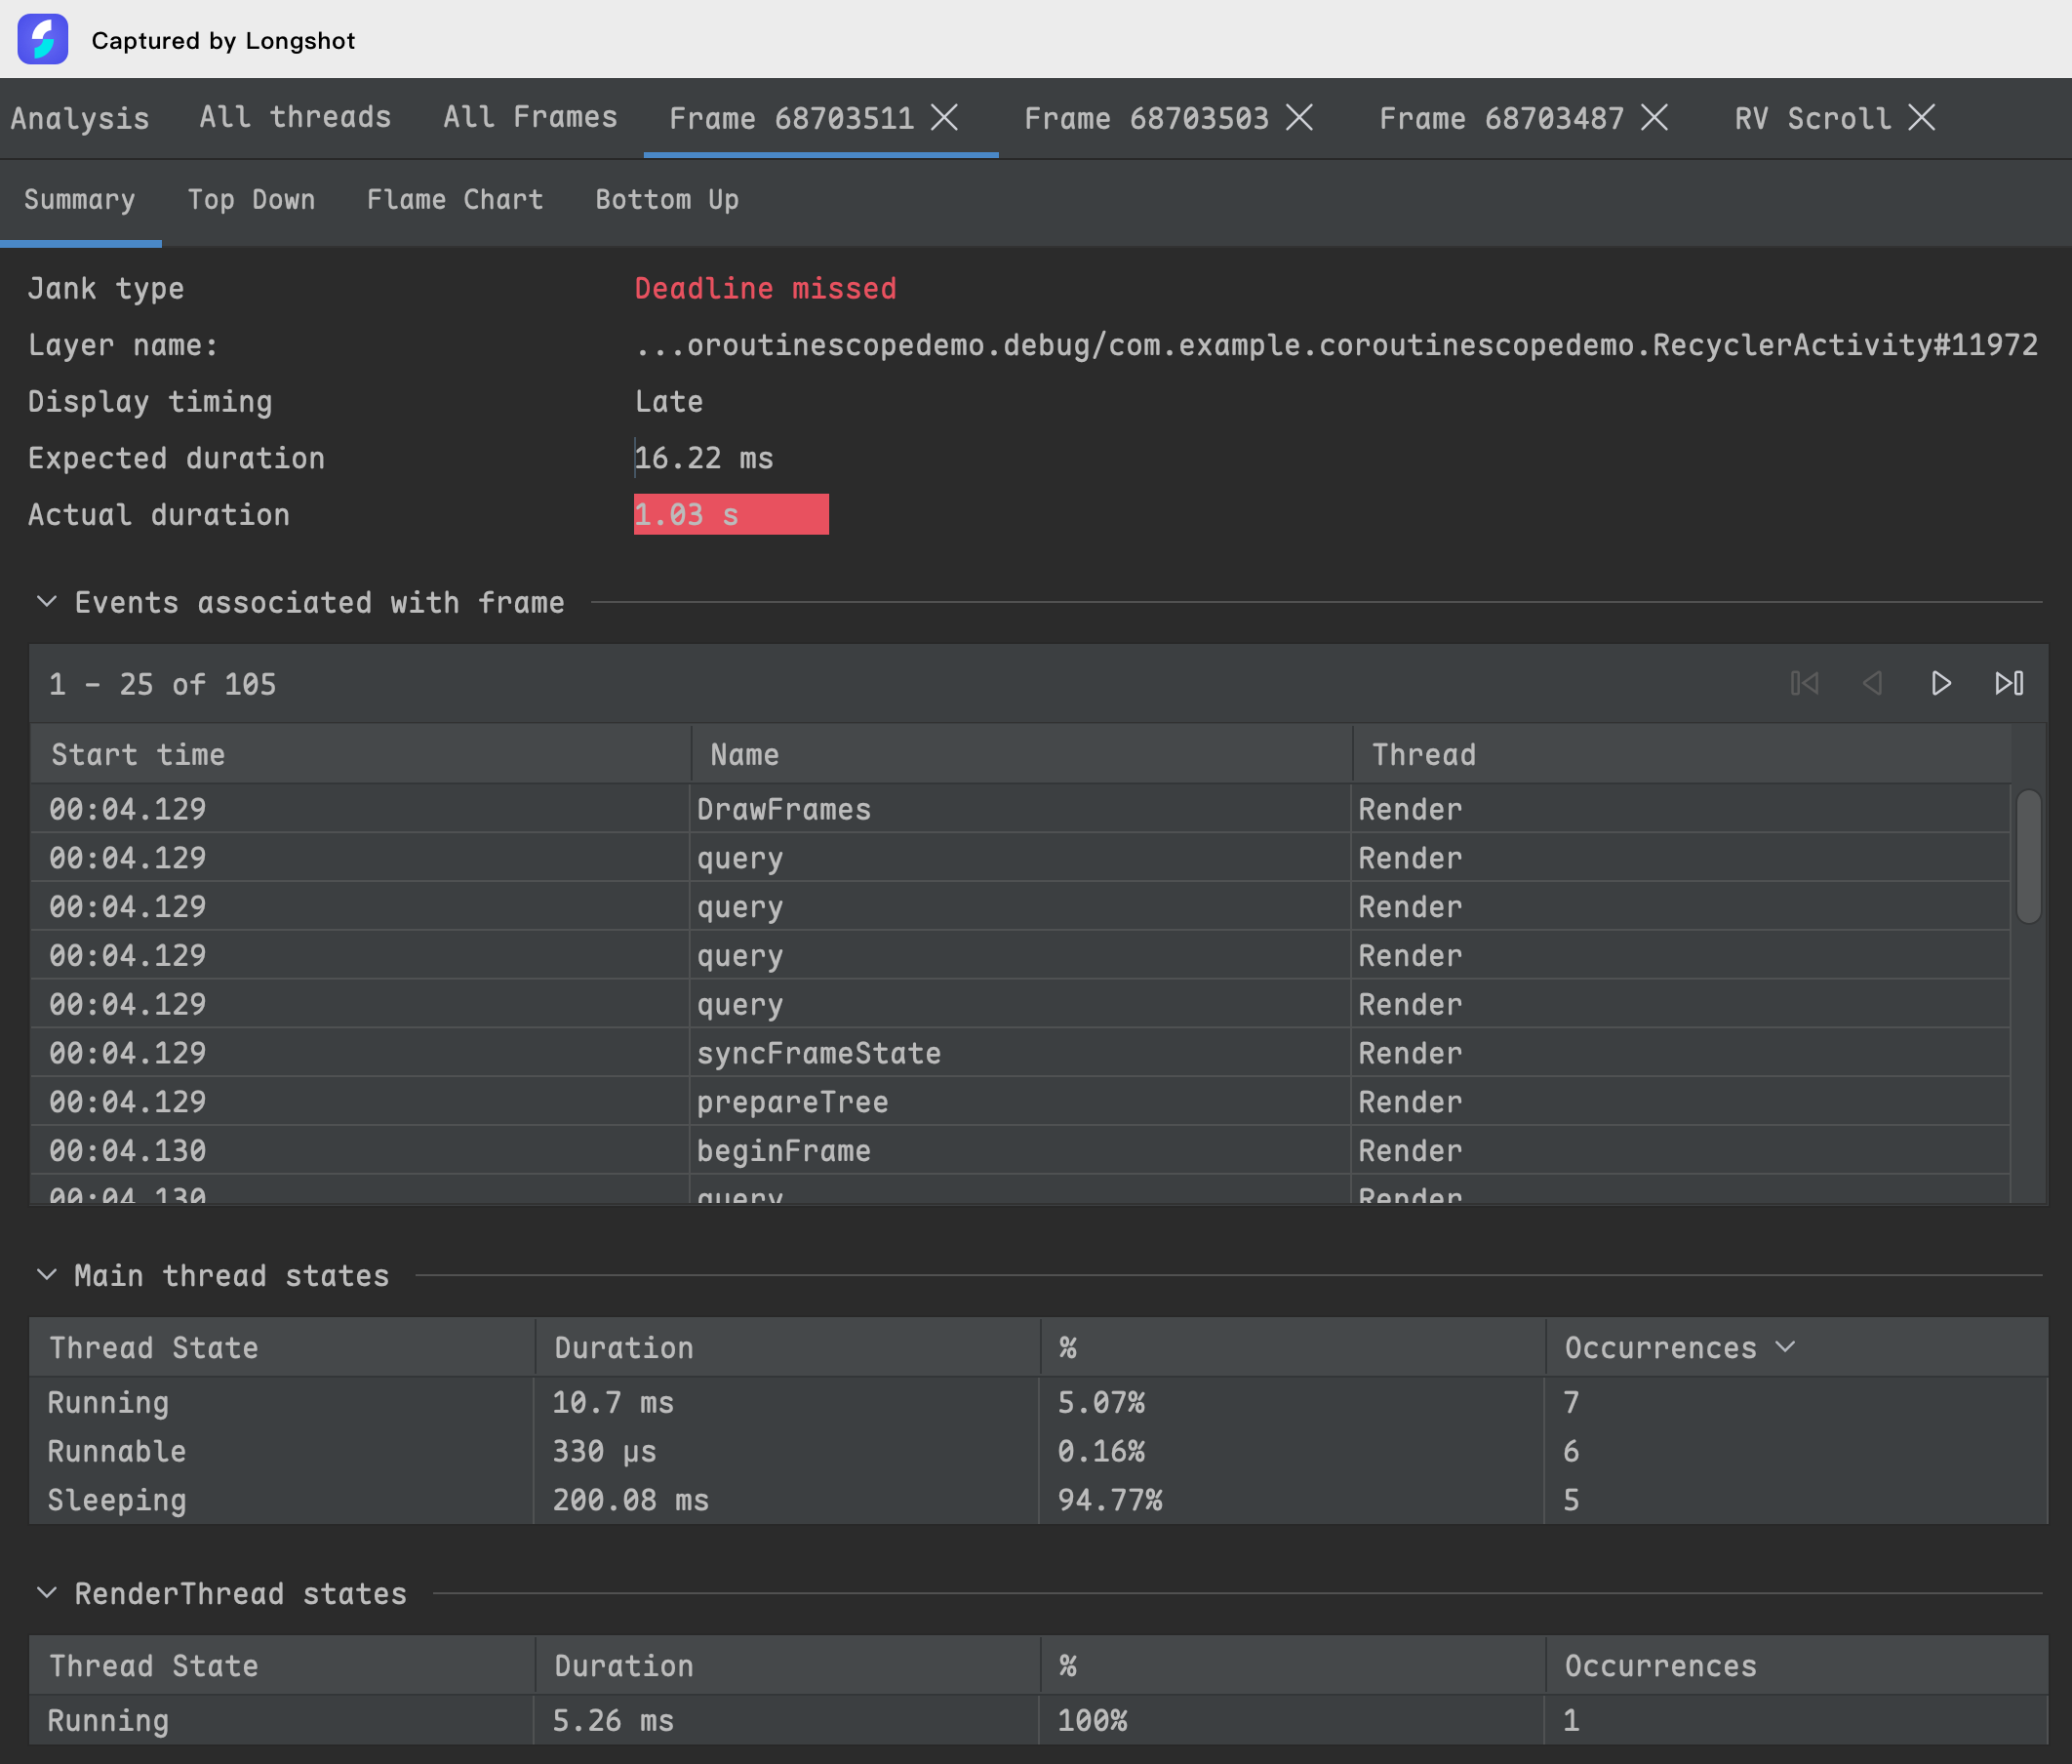 Captured by Longshot
Analysis All threads All Frames Frame 68703511 Frame 68703503 Frame 68703487 RV Scroll
Summary Top Down Flame Chart Bottom Up
Jank type Deadline missed
Layer name: ...oroutinescopedemo.debug/com.example.coroutinescopedemo.RecyclerActivity#11972
Display timing Late
Expected duration 16.22 ms
Actual duration 1.03 s
Events associated with frame
1 – 25 of 105
Start time Name Thread
00:04.129 DrawFrames Render
00:04.129 query Render
00:04.129 query Render
00:04.129 query Render
00:04.129 query Render
00:04.129 syncFrameState Render
00:04.129 prepareTree Render
00:04.130 beginFrame Render
00:04.130 query Render
Main thread states
Thread State Duration % Occurrences
Running 10.7 ms 5.07% 7
Runnable 330 µs 0.16% 6
Sleeping 200.08 ms 94.77% 5
RenderThread states
Thread State Duration % Occurrences
Running 5.26 ms 100% 1